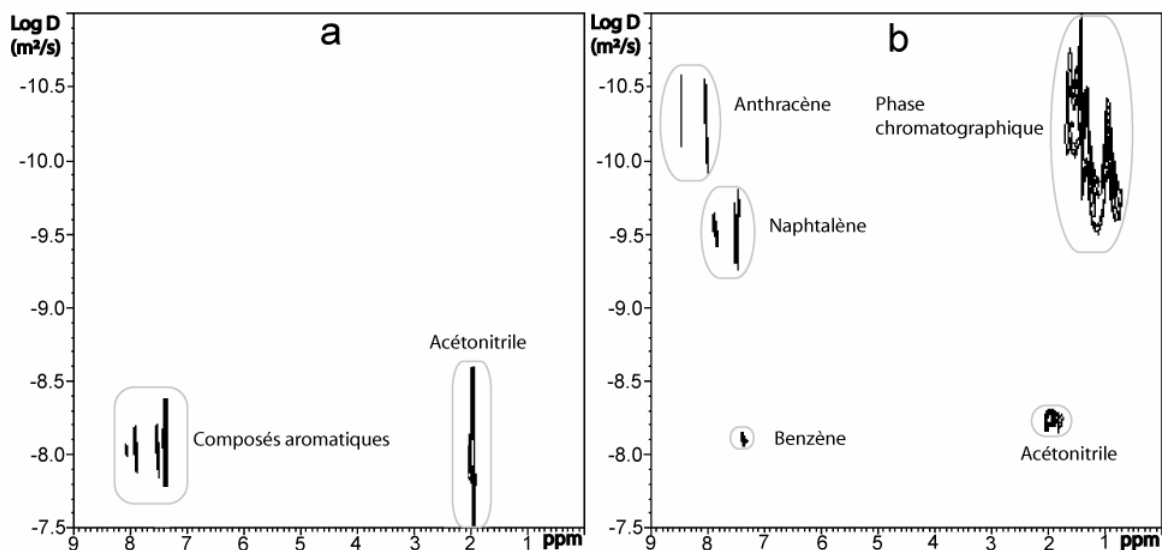 Log D
(m²/s)
a
-10.5
-10.0
-9.5
-9.0
-8.5
-8.0
-7.5
Acétonitrile
Composés aromatiques
9 8 7 6 5 4 3 2 1 ppm
Log D
(m²/s)
b
-10.5
-10.0
-9.5
-9.0
-8.5
-8.0
-7.5
Anthracène
Phase
chromatographique
Naphtalène
Benzène
Acétonitrile
9 8 7 6 5 4 3 2 1 ppm